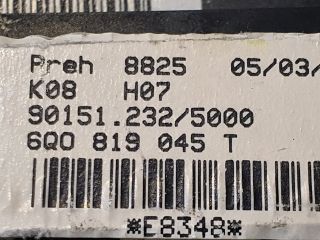 Preh 8825 05/03/
K08 H07
90151.232/5000
6Q0 819 045 T
*E8348*